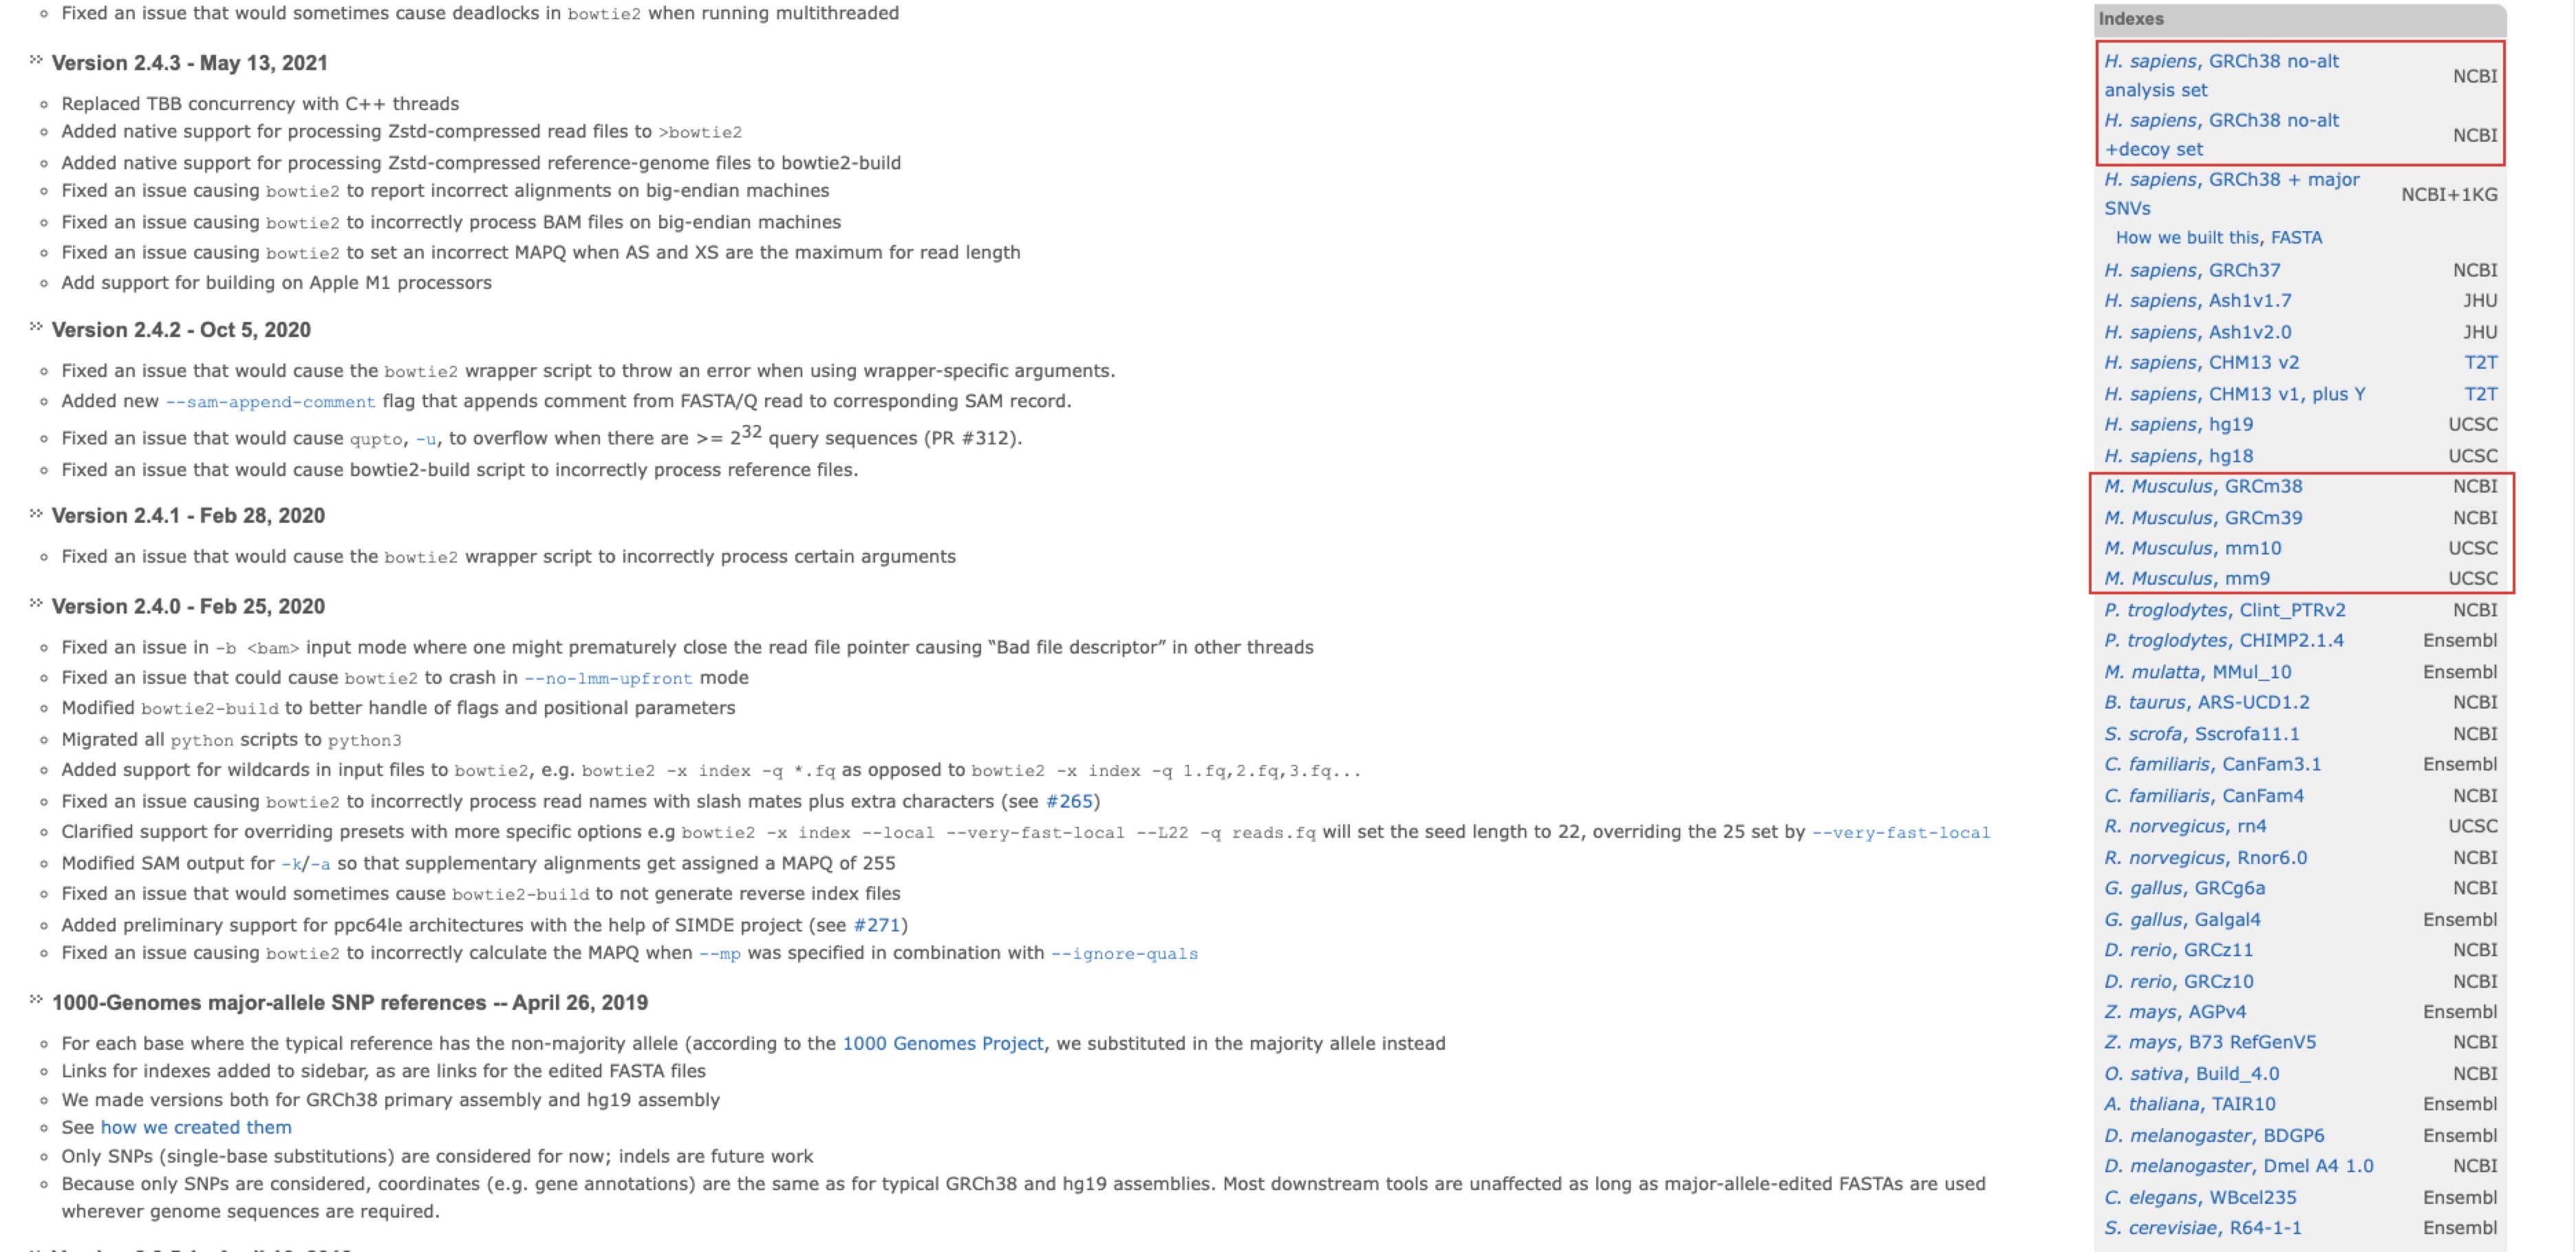 Fixed an issue that would sometimes cause deadlocks in bowtie2 when running multithreaded
Version 2.4.3 - May 13, 2021
Replaced TBB concurrency with C++ threads
Added native support for processing Zstd-compressed read files to >bowtie2
Added native support for processing Zstd-compressed reference-genome files to bowtie2-build
Fixed an issue causing bowtie2 to report incorrect alignments on big-endian machines
Fixed an issue causing bowtie2 to incorrectly process BAM files on big-endian machines
Fixed an issue causing bowtie2 to set an incorrect MAPQ when AS and XS are the maximum for read length
Add support for building on Apple M1 processors
Version 2.4.2 - Oct 5, 2020
Fixed an issue that would cause the bowtie2 wrapper script to throw an error when using wrapper-specific arguments.
Added new --sam-append-comment flag that appends comment from FASTA/Q read to corresponding SAM record.
Fixed an issue that would cause qupto, -u, to overflow when there are >= 2^32 query sequences (PR #312).
Fixed an issue that would cause bowtie2-build script to incorrectly process reference files.
Version 2.4.1 - Feb 28, 2020
Fixed an issue that would cause the bowtie2 wrapper script to incorrectly process certain arguments
Version 2.4.0 - Feb 25, 2020
Fixed an issue in -b <bam> input mode where one might prematurely close the read file pointer causing “Bad file descriptor” in other threads
Fixed an issue that could cause bowtie2 to crash in --no-1mm-upfront mode
Modified bowtie2-build to better handle of flags and positional parameters
Migrated all python scripts to python3
Added support for wildcards in input files to bowtie2, e.g. bowtie2 -x index -q *.fq as opposed to bowtie2 -x index -q 1.fq,2.fq,3.fq...
Fixed an issue causing bowtie2 to incorrectly process read names with slash mates plus extra characters (see #265)
Clarified support for overriding presets with more specific options e.g bowtie2 -x index --local --very-fast-local --L22 -q reads.fq will set the seed length to 22, overriding the 25 set by --very-fast-local
Modified SAM output for -k/-a so that supplementary alignments get assigned a MAPQ of 255
Fixed an issue that would sometimes cause bowtie2-build to not generate reverse index files
Added preliminary support for ppc64le architectures with the help of SIMDE project (see #271)
Fixed an issue causing bowtie2 to incorrectly calculate the MAPQ when --mp was specified in combination with --ignore-quals
1000-Genomes major-allele SNP references -- April 26, 2019
For each base where the typical reference has the non-majority allele (according to the 1000 Genomes Project, we substituted in the majority allele instead
Links for indexes added to sidebar, as are links for the edited FASTA files
We made versions both for GRCh38 primary assembly and hg19 assembly
See how we created them
Only SNPs (single-base substitutions) are considered for now; indels are future work
Because only SNPs are considered, coordinates (e.g. gene annotations) are the same as for typical GRCh38 and hg19 assemblies. Most downstream tools are unaffected as long as major-allele-edited FASTAs are used
wherever genome sequences are required.
Indexes
H. sapiens, GRCh38 no-alt
analysis set NCBI
H. sapiens, GRCh38 no-alt
+decoy set NCBI
H. sapiens, GRCh38 + major
SNVs NCBI+1KG
How we built this, FASTA
H. sapiens, GRCh37 NCBI
H. sapiens, Ash1v1.7 JHU
H. sapiens, Ash1v2.0 JHU
H. sapiens, CHM13 v2 T2T
H. sapiens, CHM13 v1, plus Y T2T
H. sapiens, hg19 UCSC
H. sapiens, hg18 UCSC
M. Musculus, GRCm38 NCBI
M. Musculus, GRCm39 NCBI
M. Musculus, mm10 UCSC
M. Musculus, mm9 UCSC
P. troglodytes, Clint_PTRv2 NCBI
P. troglodytes, CHIMP2.1.4 Ensembl
M. mulatta, MMul_10 Ensembl
B. taurus, ARS-UCD1.2 NCBI
S. scrofa, Sscrofa11.1 NCBI
C. familiaris, CanFam3.1 Ensembl
C. familiaris, CanFam4 NCBI
R. norvegicus, rn4 UCSC
R. norvegicus, Rnor6.0 NCBI
G. gallus, GRCg6a NCBI
G. gallus, Galgal4 Ensembl
D. rerio, GRCz11 NCBI
D. rerio, GRCz10 NCBI
Z. mays, AGPv4 Ensembl
Z. mays, B73 RefGenV5 NCBI
O. sativa, Build_4.0 NCBI
A. thaliana, TAIR10 Ensembl
D. melanogaster, BDGP6 Ensembl
D. melanogaster, Dmel A4 1.0 NCBI
C. elegans, WBcel235 Ensembl
S. cerevisiae, R64-1-1 Ensembl